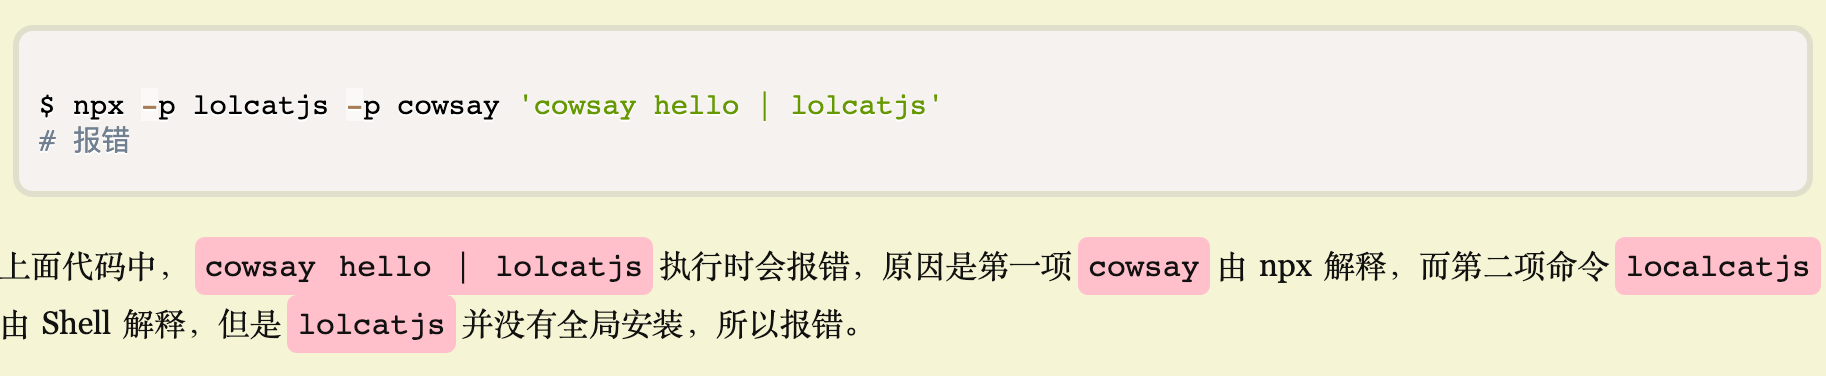 $ npx -p lolcatjs -p cowsay 'cowsay hello | lolcatjs'
# 报错
上面代码中，cowsay hello | lolcatjs 执行时会报错，原因是第一项 cowsay 由 npx 解释，而第二项命令 localcatjs
由 Shell 解释，但是 lolcatjs 并没有全局安装，所以报错。